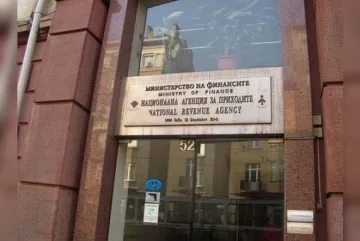 МИНИСТЕРСТВО НА ФИНАНСИТЕ
MINISTRY OF FINANCE
НАЦИОНАЛНА АГЕНЦИЯ ЗА ПРИХОДИТЕ
NATIONAL REVENUE AGENCY
52